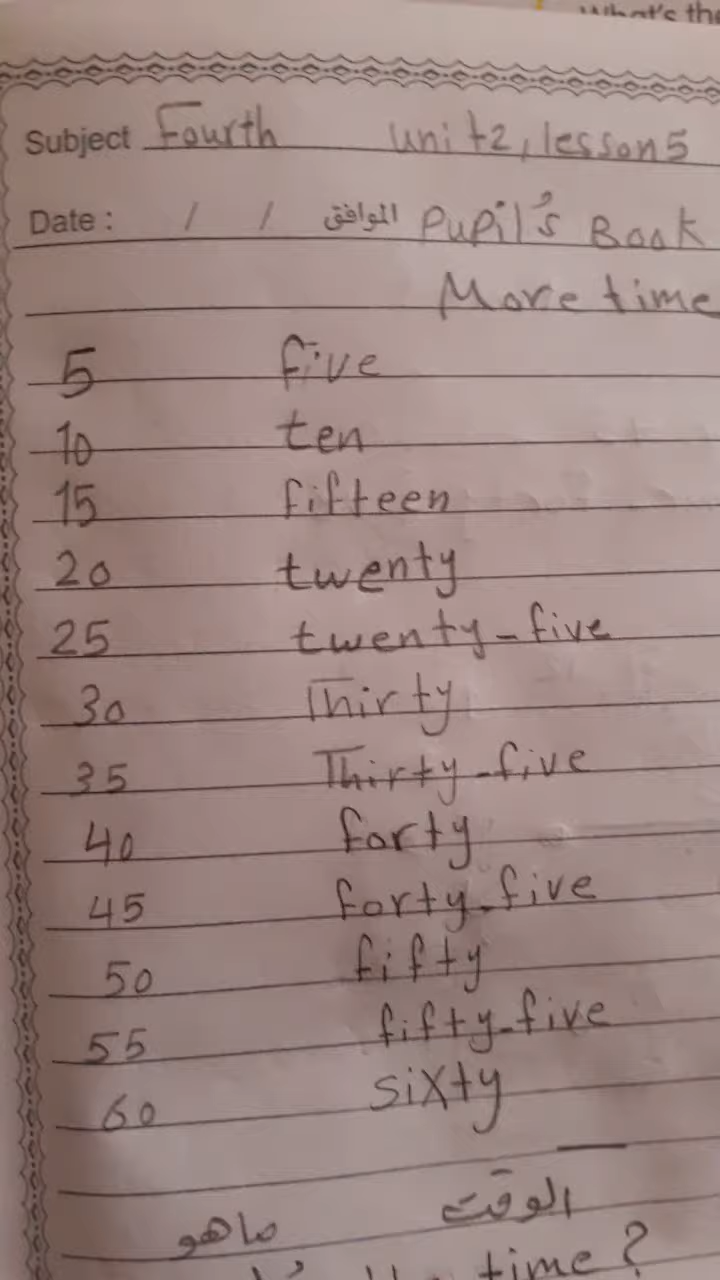 What's the
Subject Fourth unit2, lesson5
Date : / / الموافق Pupil's Book
More time
5 five
10 ten
15 fifteen
20 twenty
25 twenty-five
30 Thirty
35 Thirty-five
40 forty
45 forty-five
50 fifty
55 fifty-five
60 sixty
ماهو الوقت
time?